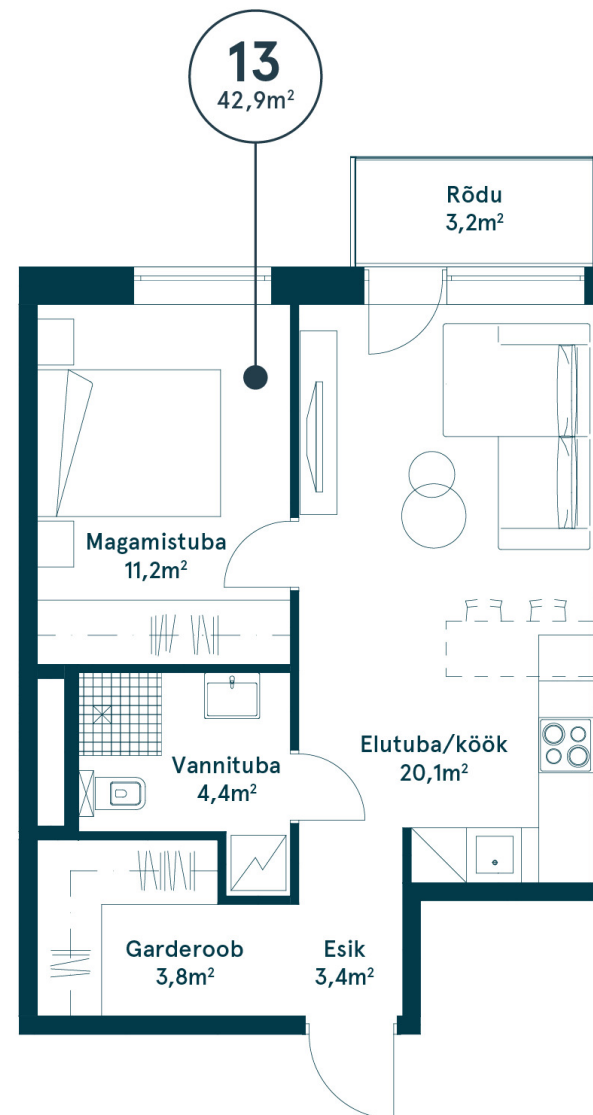 13
42,9m²
Rõdu
3,2m²
Magamistuba
11,2m²
Elutuba/köök
20,1m²
Vannituba
4,4m²
Garderoob
3,8m²
Esik
3,4m²